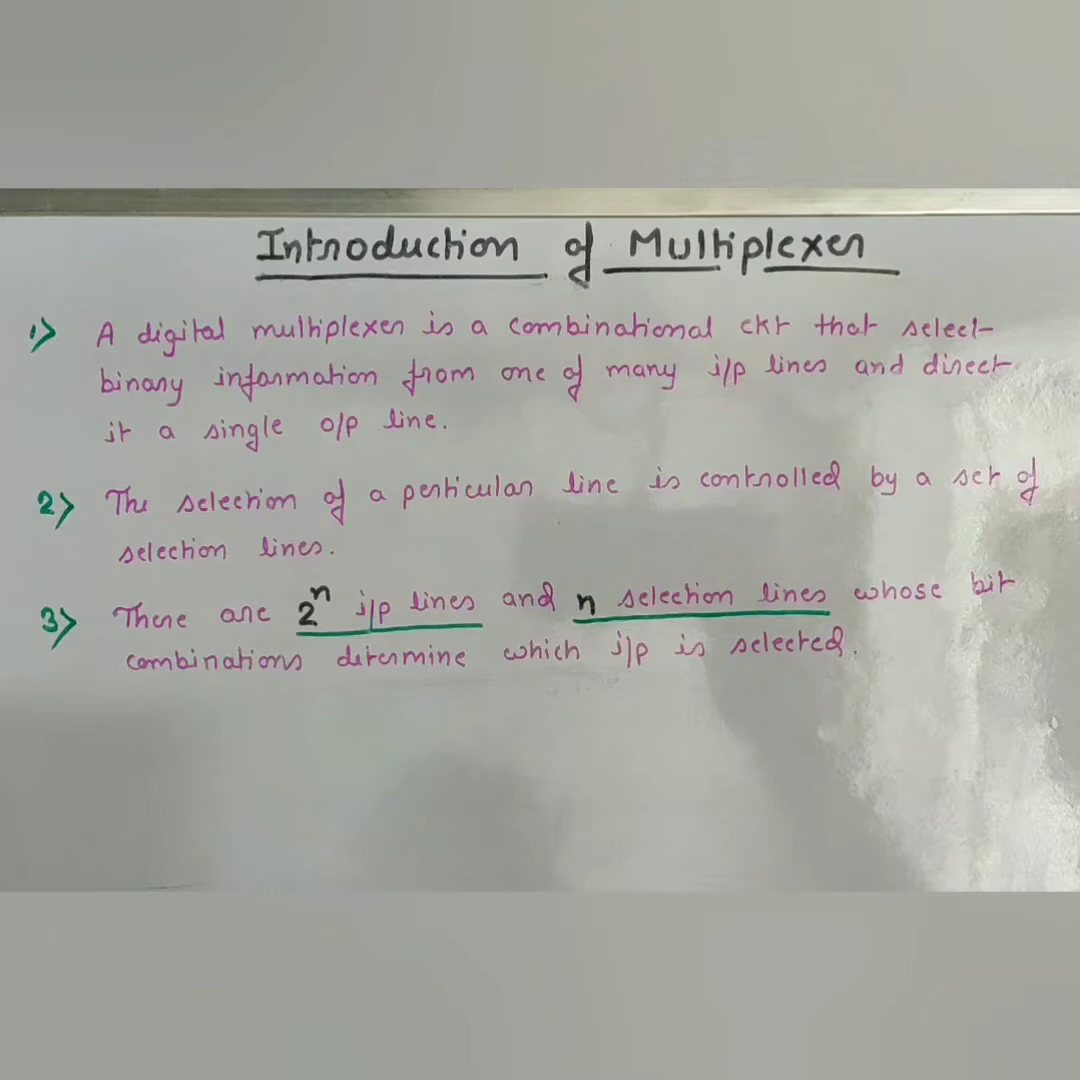 Introduction of Multiplexer
1> A digital multiplexer is a combinational ckt that select
binary information from one of many i/p lines and direct
it a single o/p line.
2> The selection of a perticular line is controlled by a set of
selection lines.
3> There are 2^n i/p lines and n selection lines whose bit
combinations ditermine which i/p is selected.